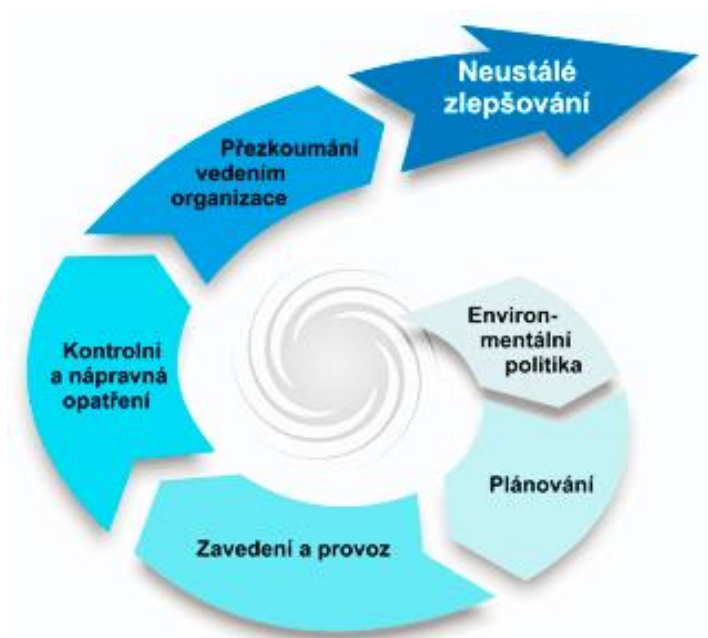 Neustálé
zlepšování
Přezkoumání
vedením
organizace
Environ-
mentální
politika
Kontrolní
a nápravná
opatření
Plánování
Zavedení a provoz